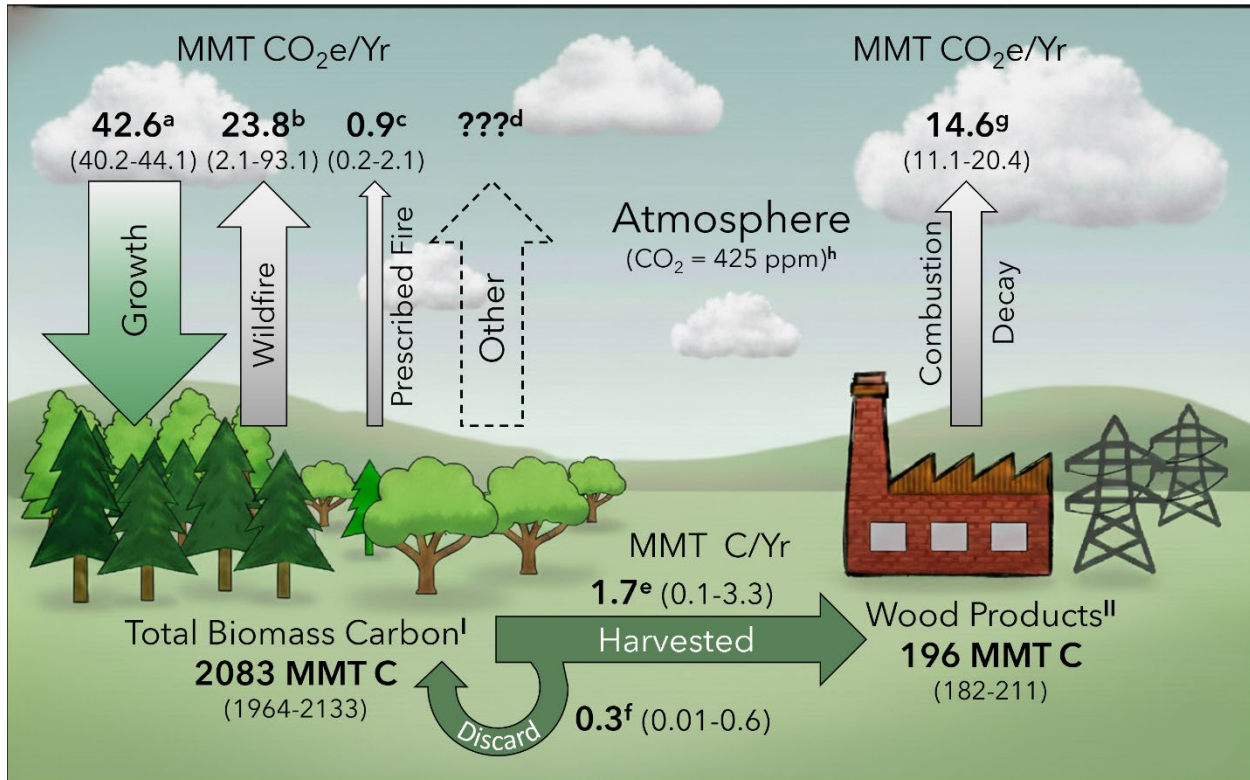 MMT CO₂e/Yr
42.6ᵃ 23.8ᵇ 0.9ᶜ ???ᵈ
(40.2-44.1) (2.1-93.1) (0.2-2.1)
Growth
Wildfire
Prescribed Fire
Other
Atmosphere
(CO₂ = 425 ppm)ʰ
MMT CO₂e/Yr
14.6ᵍ
(11.1-20.4)
Combustion
Decay
MMT C/Yr
1.7ᵉ (0.1-3.3)
Harvested
Total Biomass Carbonᴵ
2083 MMT C
(1964-2133)
Discard
0.3ᶠ (0.01-0.6)
Wood Productsᴵᴵ
196 MMT C
(182-211)